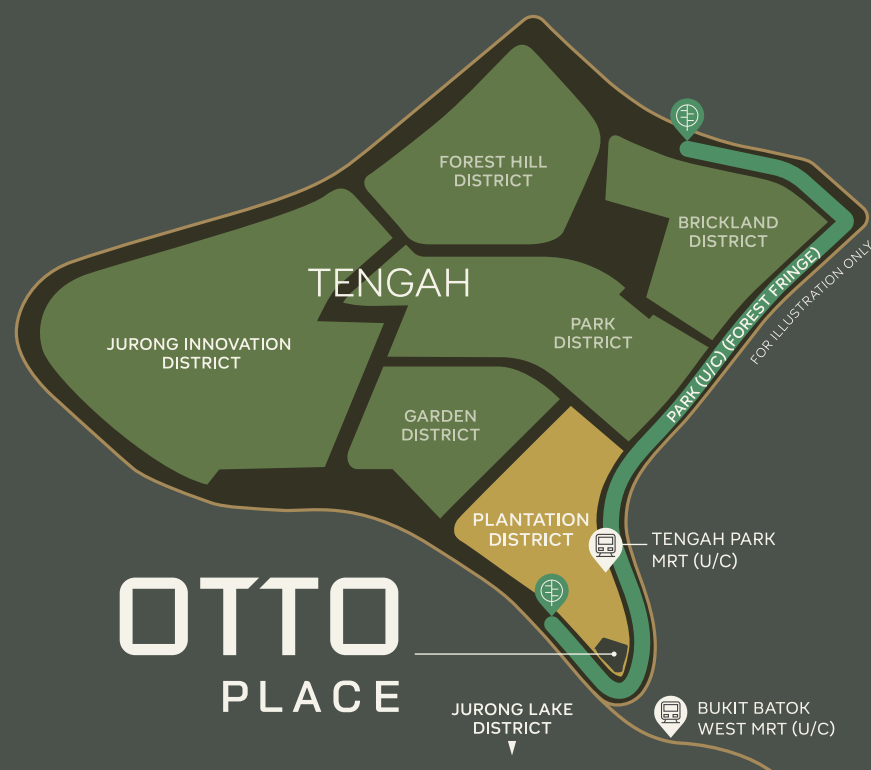 FOREST HILL
DISTRICT
BRICKLAND
DISTRICT
TENGAH
JURONG INNOVATION
DISTRICT
PARK
DISTRICT
PARK (U/C) (FOREST FRINGE)
FOR ILLUSTRATION ONLY
GARDEN
DISTRICT
PLANTATION
DISTRICT
TENGAH PARK
MRT (U/C)
OTTO
PLACE
JURONG LAKE
DISTRICT
BUKIT BATOK
WEST MRT (U/C)